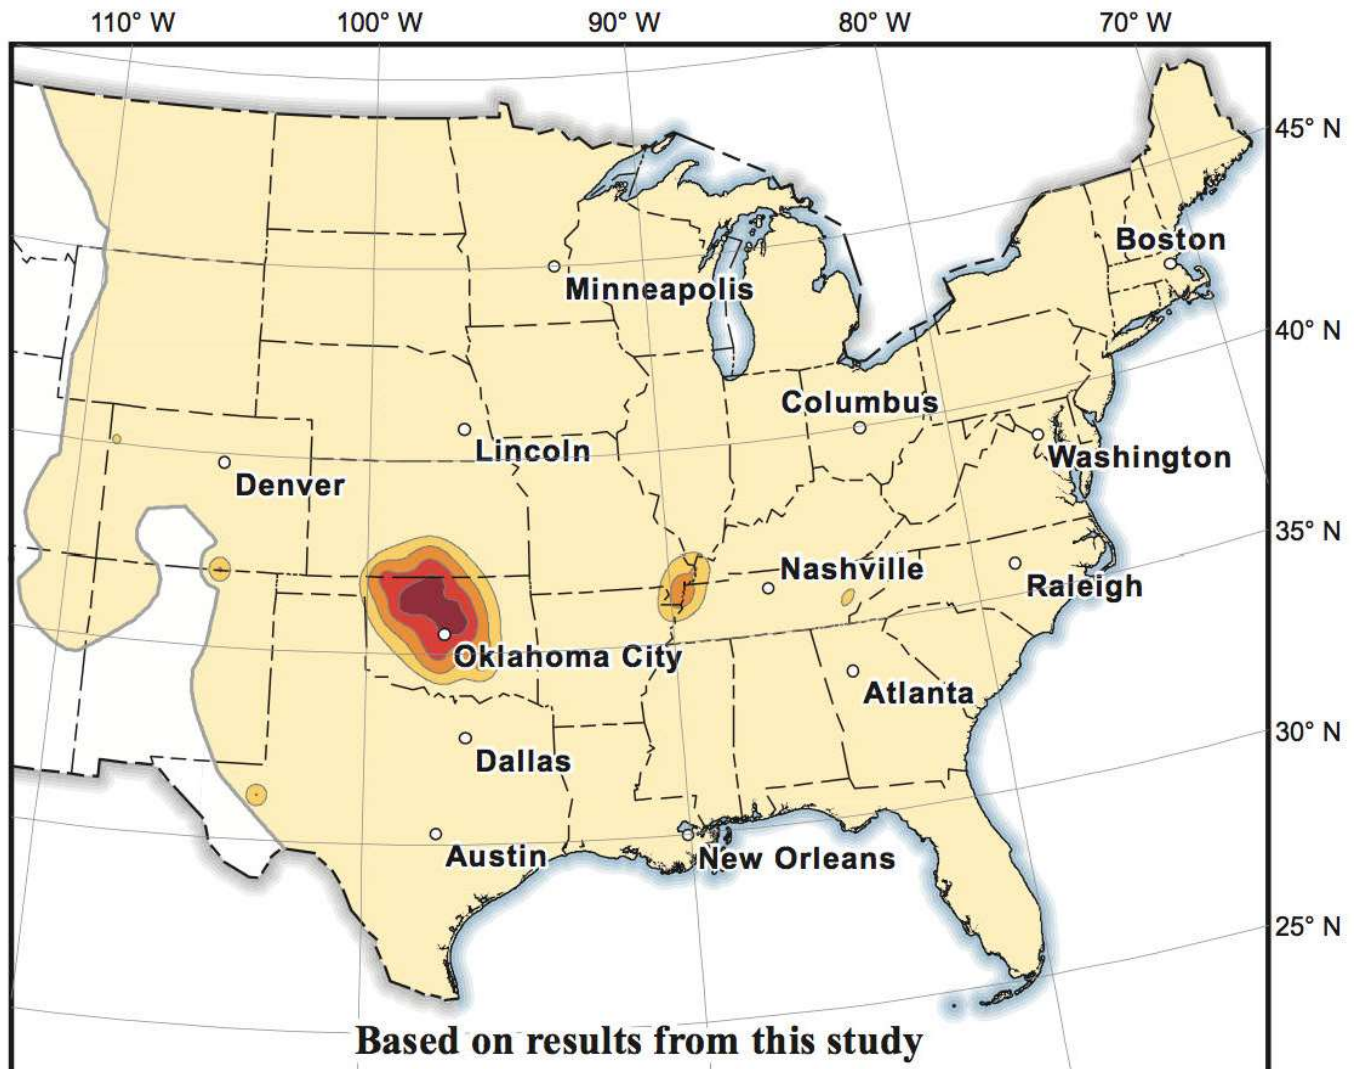 110° W 100° W 90° W 80° W 70° W
45° N
Boston
Minneapolis
40° N
Columbus
Lincoln
Washington
Denver
35° N
Nashville
Raleigh
Oklahoma City
Atlanta
30° N
Dallas
Austin
New Orleans
25° N
Based on results from this study